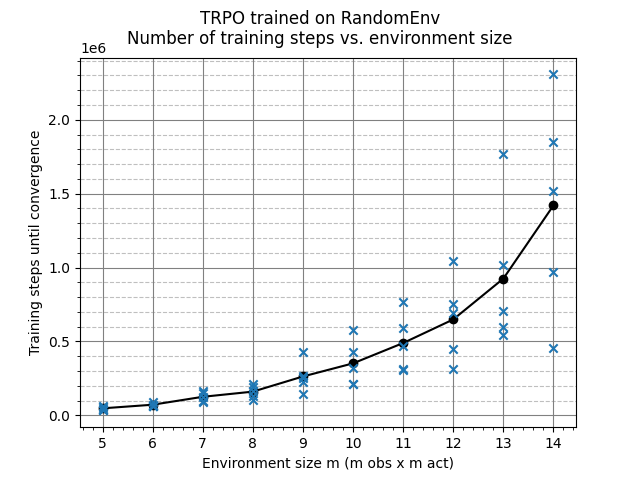 TRPO trained on RandomEnv
Number of training steps vs. environment size
1e6
2.0
1.5
1.0
0.5
0.0
Training steps until convergence
5 6 7 8 9 10 11 12 13 14
Environment size m (m obs x m act)